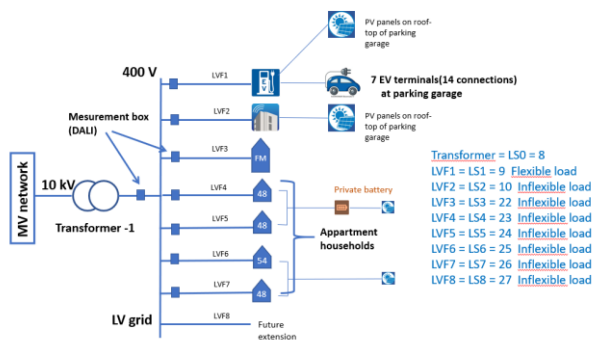 PV panels on roof-
top of parking
garage
400 V
LVF1
EV
7 EV terminals(14 connections)
at parking garage
Mesurement box
(DALI)
LVF2
PV panels on roof-
top of parking
garage
LVF3
FM
MV network
10 kV
Transformer -1
LVF4
48
Private battery
LVF5
48
Appartment
households
LVF6
54
LVF7
48
LV grid
LVF8
Future
extension
Transformer = LS0 = 8
LVF1 = LS1 = 9 Flexible load
LVF2 = LS2 = 10 Inflexible load
LVF3 = LS3 = 22 Inflexible load
LVF4 = LS4 = 23 Inflexible load
LVF5 = LS5 = 24 Inflexible load
LVF6 = LS6 = 25 Inflexible load
LVF7 = LS7 = 26 Inflexible load
LVF8 = LS8 = 27 Inflexible load